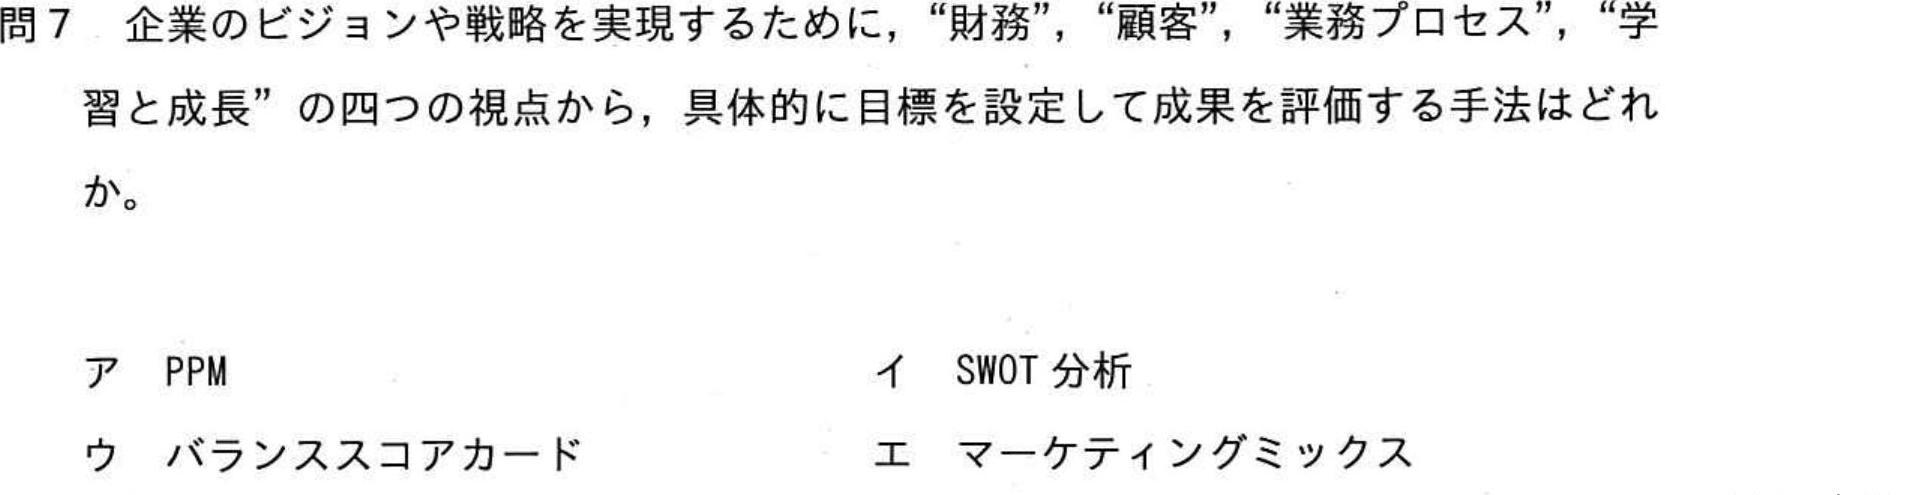 問7 企業のビジョンや戦略を実現するために，“財務”，“顧客”，“業務プロセス”，“学
習と成長”の四つの視点から，具体的に目標を設定して成果を評価する手法はどれ
か。
ア PPM イ SWOT 分析
ウ バランススコアカード エ マーケティングミックス